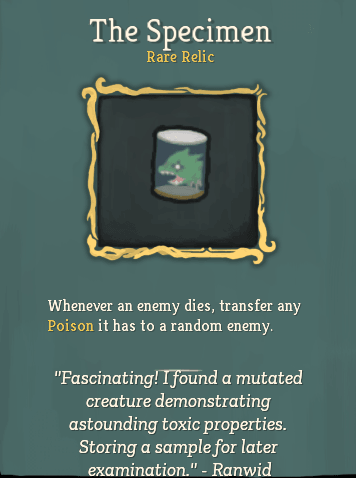 The Specimen
Rare Relic
Whenever an enemy dies, transfer any
Poison it has to a random enemy.
"Fascinating! I found a mutated
creature demonstrating
astounding toxic properties.
Storing a sample for later
examination." - Ranwid